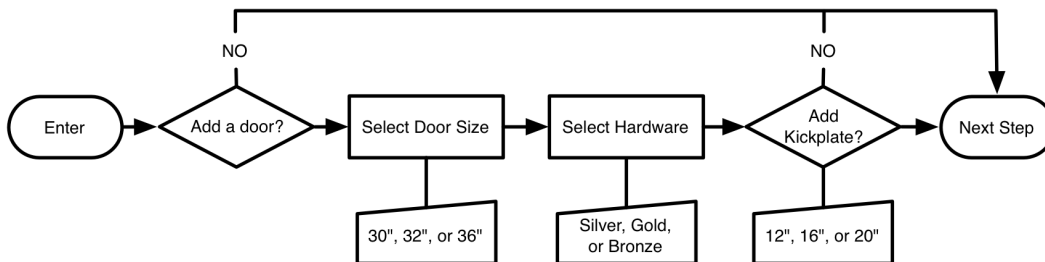 NO
NO
Enter
Add a door?
Select Door Size
Select Hardware
Add
Kickplate?
Next Step
30", 32", or 36"
Silver, Gold,
or Bronze
12", 16", or 20"